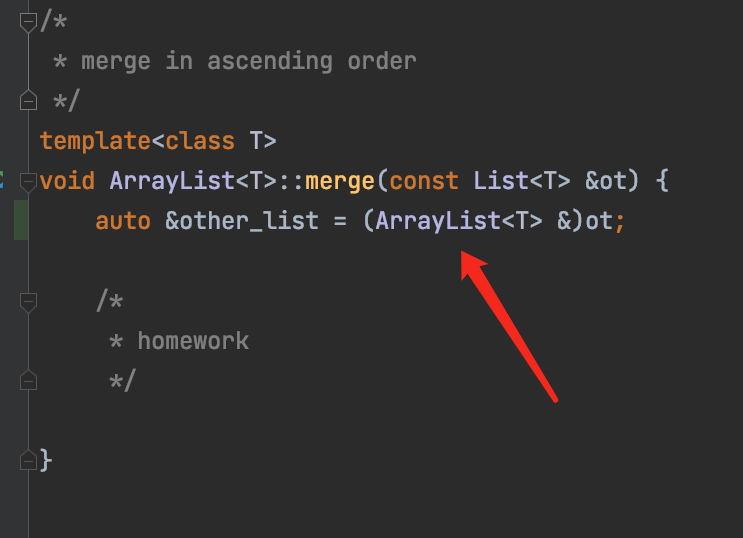 /*
* merge in ascending order
*/
template<class T>
void ArrayList<T>::merge(const List<T> &ot) {
auto &other_list = (ArrayList<T> &)ot;
/*
* homework
*/
}